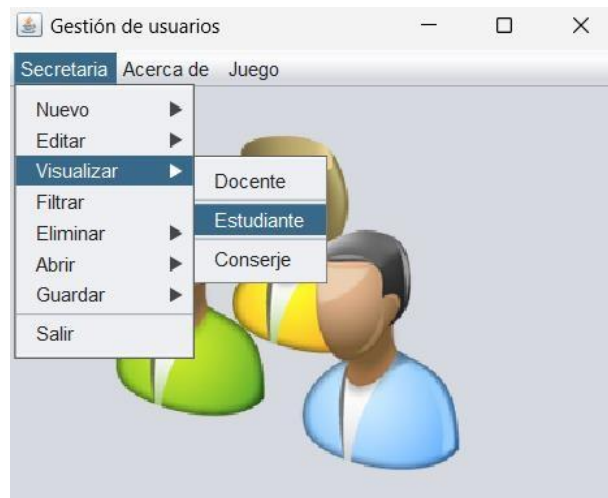 Gestión de usuarios
Secretaria Acerca de Juego
Nuevo
Editar
Visualizar
Filtrar
Eliminar
Abrir
Guardar
Salir
Docente
Estudiante
Conserje